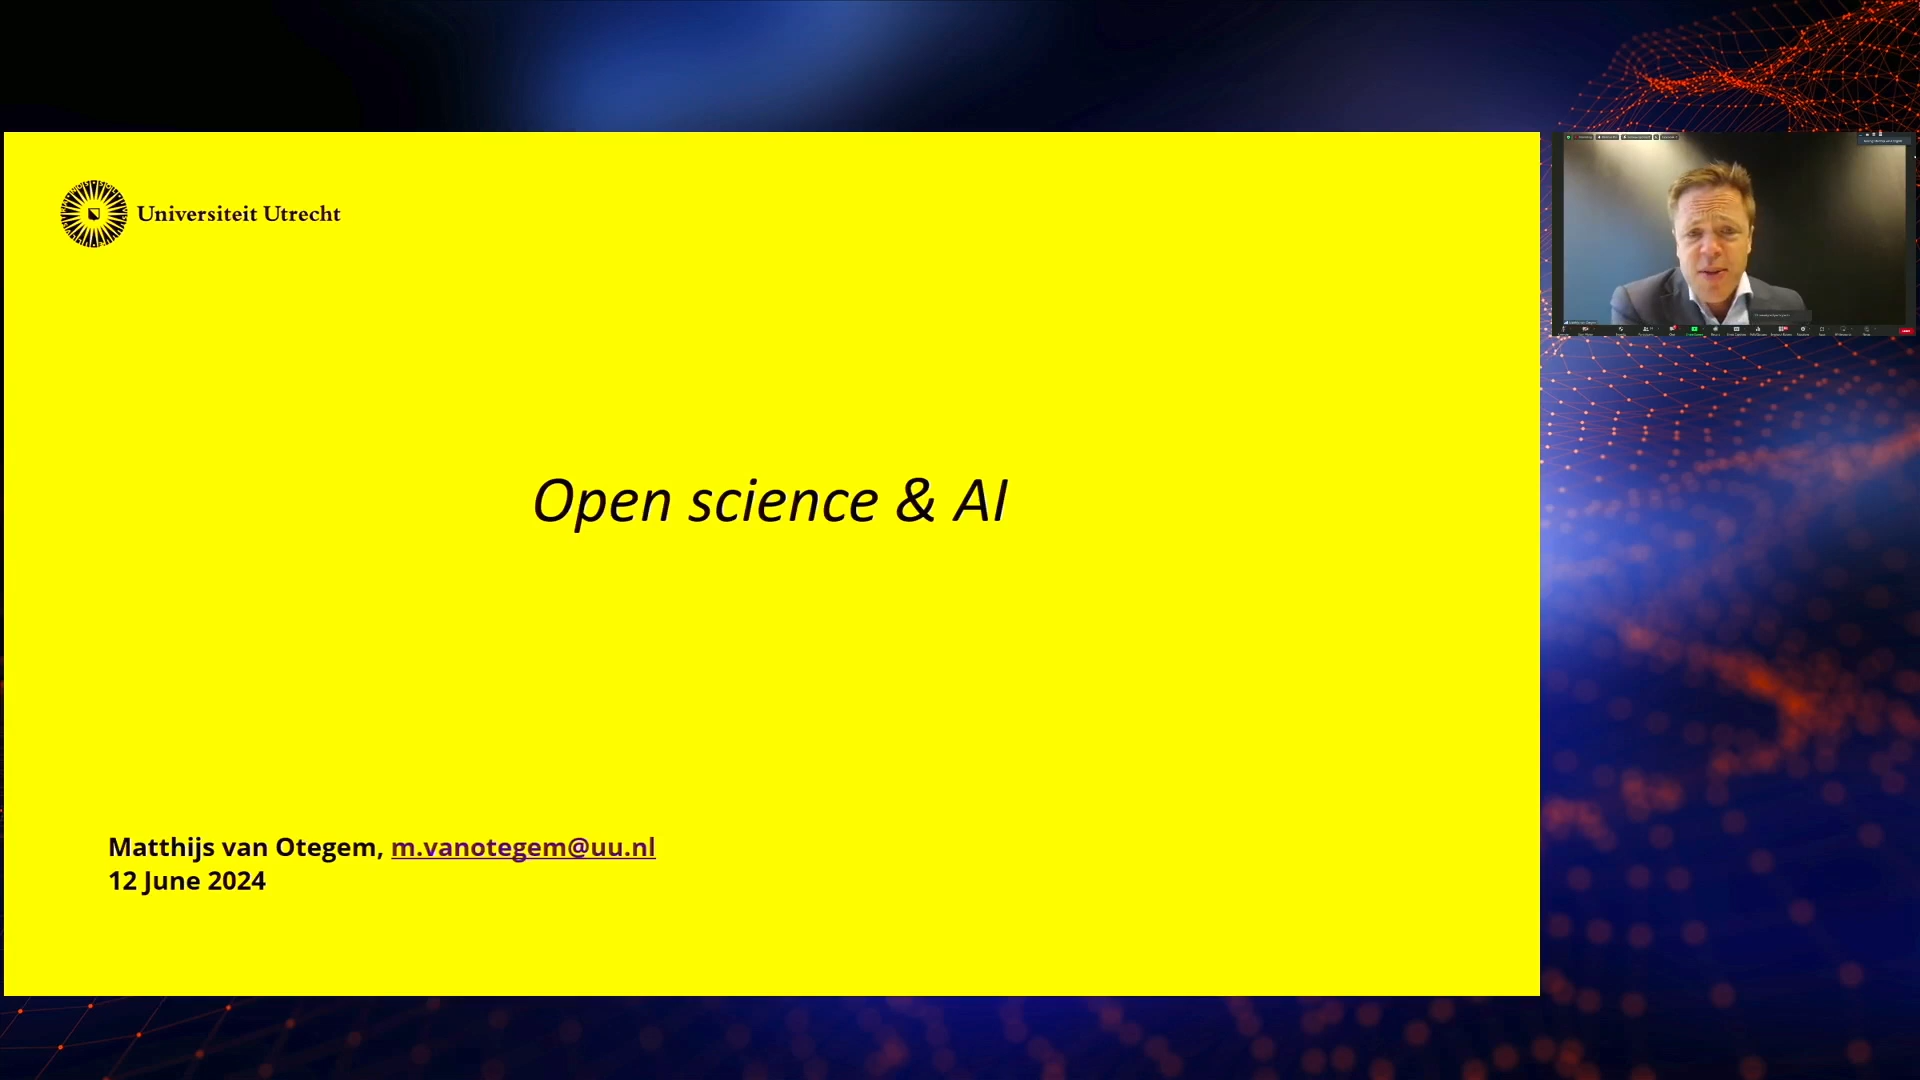 Universiteit Utrecht
Open science & AI
Matthijs van Otegem, m.vanotegem@uu.nl
12 June 2024